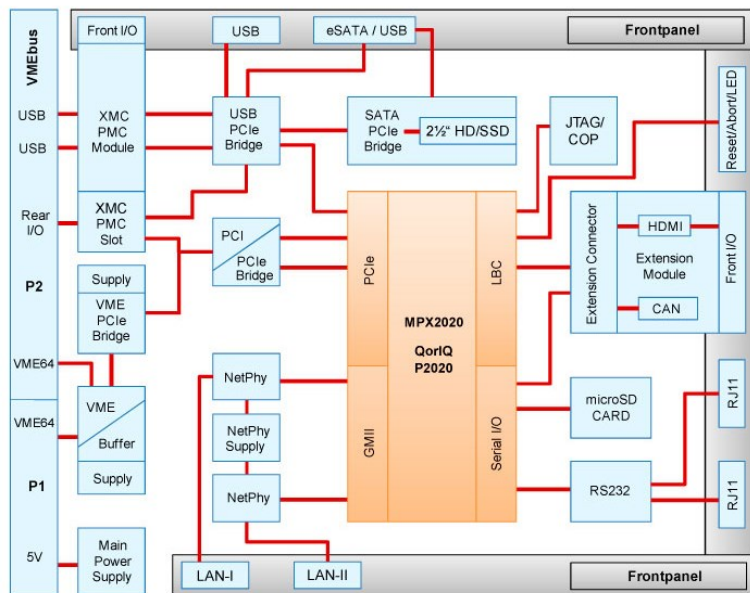 VMEbus
Front I/O
USB
eSATA / USB
Frontpanel
USB
USB
XMC
PMC
Module
USB
PCIe
Bridge
SATA
PCIe
Bridge
2½“ HD/SSD
JTAG/
COP
Reset/Abort/LED
Rear
I/O
XMC
PMC
Slot
PCI
PCIe
Bridge
PCIe
LBC
Extension Connector
HDMI
Extension
Module
CAN
Front I/O
P2
Supply
VME
PCIe
Bridge
MPX2020
QorIQ
P2020
VME64
VME64
VME
Buffer
Supply
NetPhy
NetPhy
Supply
NetPhy
GMII
Serial I/O
microSD
CARD
RS232
RJ11
RJ11
P1
5V
Main
Power
Supply
LAN-I
LAN-II
Frontpanel